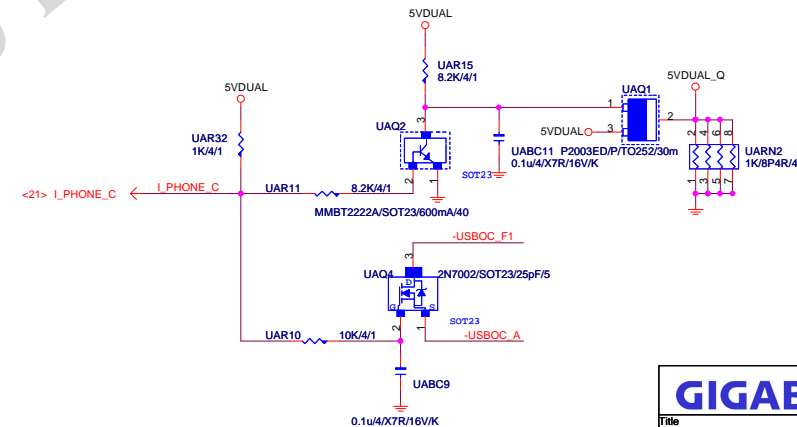 5VDUAL
UAR15
8.2K/4/1
5VDUAL
UAR32
1K/4/1
UAQ2
3
2
1
SOT23
UABC11
0.1u/4/X7R/16V/K
UAQ1
1
2
3
5VDUAL
P2003ED/P/TO252/30m
5VDUAL_Q
2
4
6
8
UARN2
1K/8P4R/4
1
3
5
7
<21> I_PHONE_C
I_PHONE_C
UAR11
8.2K/4/1
MMBT2222A/SOT23/600mA/40
-USBOC_F1
3
UAQ4
2N7002/SOT23/25pF/5
D
G
S
SOT23
2
1
-USBOC_A
UAR10
10K/4/1
UABC9
0.1u/4/X7R/16V/K
GIGAB
Title